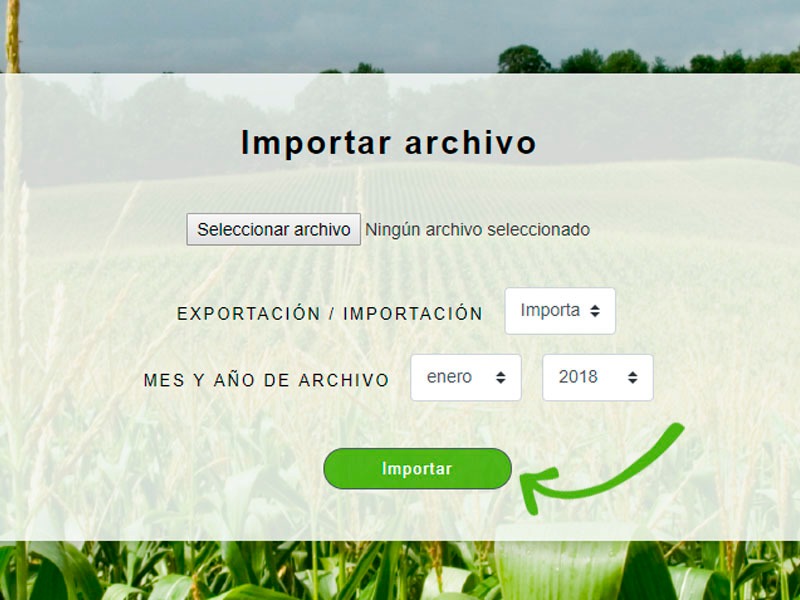 Importar archivo
Seleccionar archivo Ningún archivo seleccionado
EXPORTACIÓN / IMPORTACIÓN Importa
MES Y AÑO DE ARCHIVO enero 2018
Importar